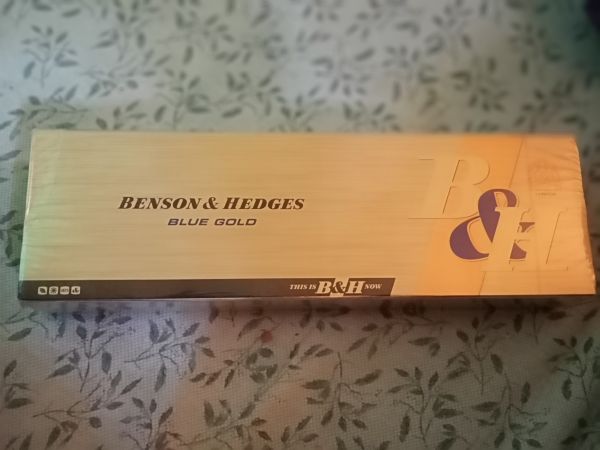 BENSON & HEDGES
BLUE GOLD
B&H
THIS IS B&H NOW